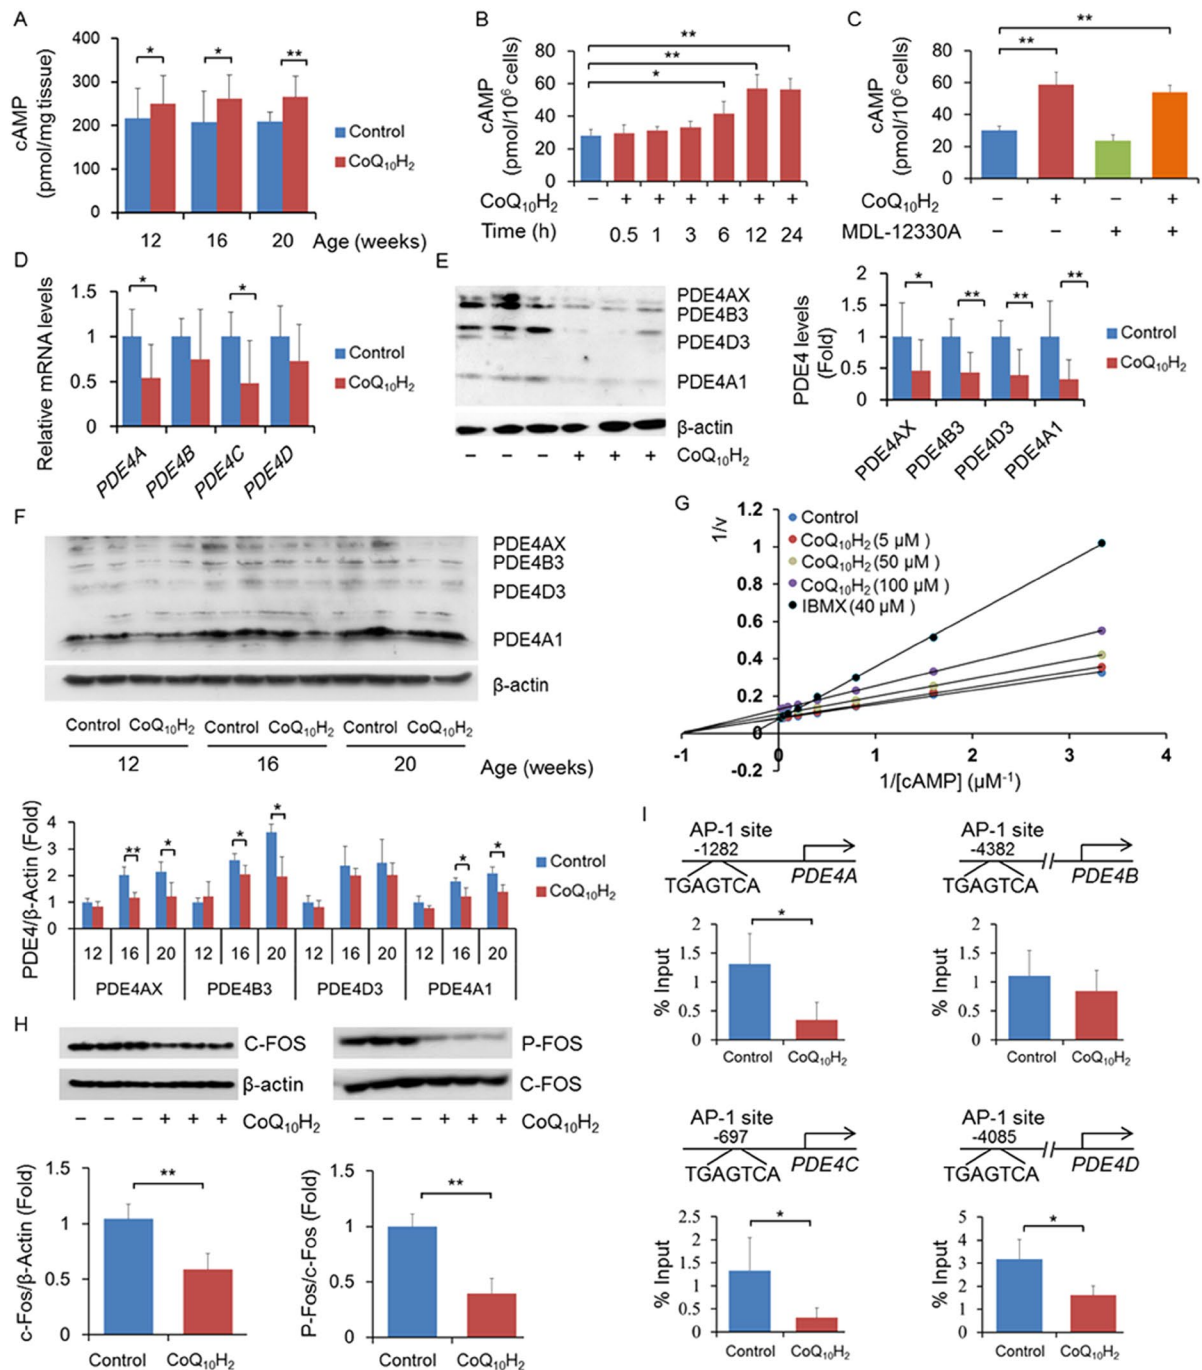 A
cAMP
(pmol/mg tissue)
400
300
200
100
0
* * **
12 16 20 Age (weeks)
Control
CoQ₁₀H₂
B
cAMP
(pmol/10⁶ cells)
80
60
40
20
0
**
**
*
CoQ₁₀H₂ − + + + + + +
Time (h) 0.5 1 3 6 12 24
C
cAMP
(pmol/10⁶ cells)
80
60
40
20
0
**
**
CoQ₁₀H₂ − + − +
MDL-12330A − − + +
D
Relative mRNA levels
1.5
1
0.5
0
* *
PDE4A PDE4B PDE4C PDE4D
Control
CoQ₁₀H₂
E
PDE4AX
PDE4B3
PDE4D3
PDE4A1
β-actin
− − − + + + CoQ₁₀H₂
PDE4 levels
(Fold)
2
1.5
1
0.5
0
* ** ** **
PDE4AX PDE4B3 PDE4D3 PDE4A1
Control
CoQ₁₀H₂
F
PDE4AX
PDE4B3
PDE4D3
PDE4A1
β-actin
Control CoQ₁₀H₂ Control CoQ₁₀H₂ Control CoQ₁₀H₂
12 16 20 Age (weeks)
PDE4/β-Actin (Fold)
4
3
2
1
0
** * * * * *
12 16 20 12 16 20 12 16 20 12 16 20
PDE4AX PDE4B3 PDE4D3 PDE4A1
Control
CoQ₁₀H₂
G
1/v
1.2
1
0.8
0.6
0.4
0.2
0
-0.2
Control
CoQ₁₀H₂ (5 μM )
CoQ₁₀H₂ (50 μM )
CoQ₁₀H₂ (100 μM )
IBMX (40 μM )
-1 0 1 2 3 4
1/[cAMP] (μM⁻¹)
H
C-FOS
β-actin
− − − + + + CoQ₁₀H₂
P-FOS
C-FOS
− − − + + + CoQ₁₀H₂
c-Fos/β-Actin (Fold)
1.5
1
0.5
0
**
Control CoQ₁₀H₂
P-Fos/c-Fos (Fold)
1.5
1
0.5
0
**
Control CoQ₁₀H₂
I
AP-1 site
-1282
TGAGTCA PDE4A
% Input
2
1.5
1
0.5
0
*
Control CoQ₁₀H₂
AP-1 site
-4382
TGAGTCA PDE4B
% Input
2
1.5
1
0.5
0
Control CoQ₁₀H₂
AP-1 site
-697
TGAGTCA PDE4C
% Input
2.5
2
1.5
1
0.5
0
*
Control CoQ₁₀H₂
AP-1 site
-4085
TGAGTCA PDE4D
% Input
5
4
3
2
1
0
*
Control CoQ₁₀H₂